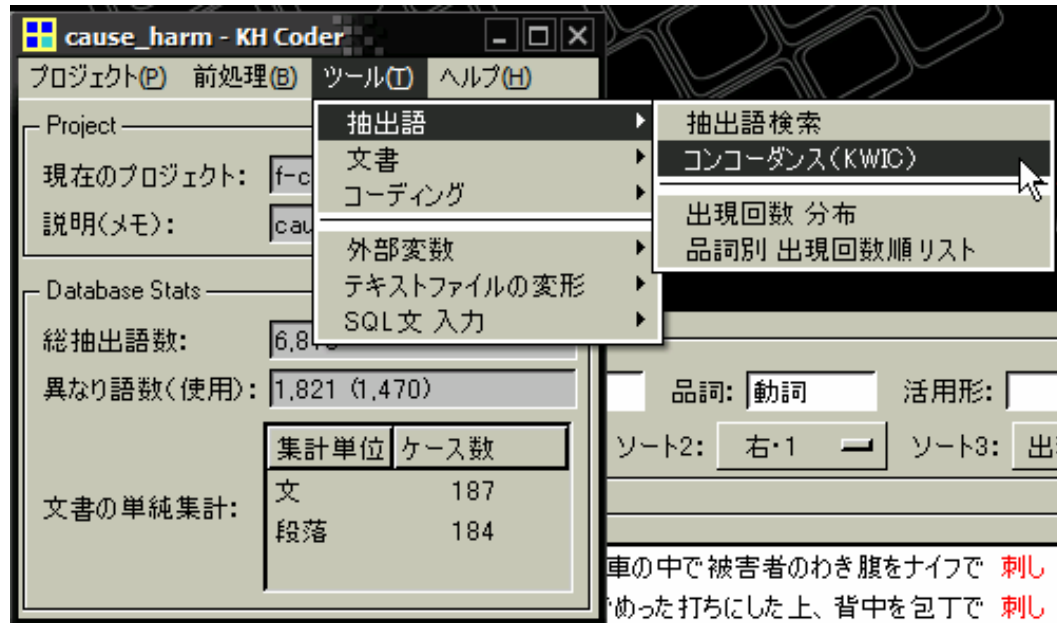 cause_harm - KH Coder
プロジェクト(P) 前処理(B) ツール(T) ヘルプ(H)
抽出語
文書
コーディング
外部変数
テキストファイルの変形
SQL文 入力
抽出語検索
コンコーダンス(KWIC)
出現回数 分布
品詞別 出現回数順リスト
Project
現在のプロジェクト: f-c
説明(メモ): cau
Database Stats
総抽出語数: 6,8
異なり語数(使用): 1,821 (1,470)
文書の単純集計:
集計単位 ケース数
文 187
段落 184
品詞: 動詞 活用形:
ソート2: 右・1 ソート3: 出
車の中で被害者のわき腹をナイフで 刺し
めった打ちにした上、背中を包丁で 刺し